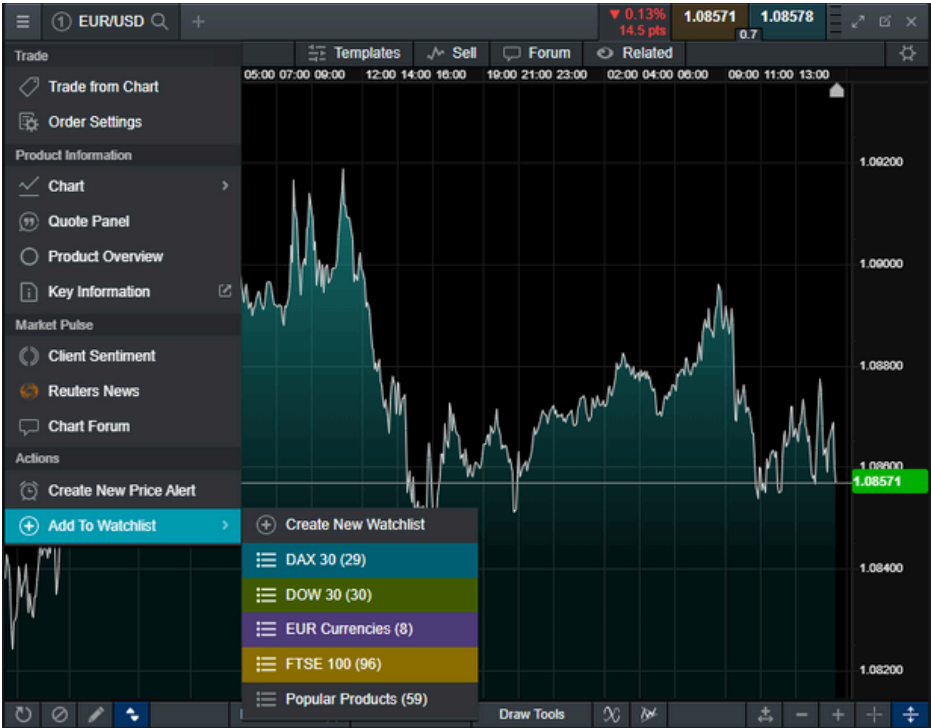 1 EUR/USD
▼ 0.13%
14.5 pts
1.08571
1.08578
0.7
Trade
Templates
Sell
Forum
Related
05:00 07:00 09:00 12:00 14:00 16:00 19:00 21:00 23:00 02:00 04:00 06:00 09:00 11:00 13:00
Trade from Chart
Order Settings
Product Information
Chart
Quote Panel
Product Overview
Key Information
Market Pulse
Client Sentiment
Reuters News
Chart Forum
Actions
Create New Price Alert
Add To Watchlist
Create New Watchlist
DAX 30 (29)
DOW 30 (30)
EUR Currencies (8)
FTSE 100 (96)
Popular Products (59)
1.09200
1.09000
1.08800
1.08600
1.08571
1.08400
1.08200
Draw Tools